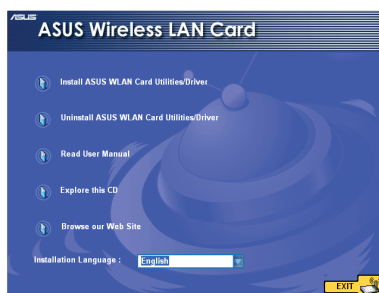 ASUS
ASUS Wireless LAN Card
Install ASUS WLAN Card Utilities/Driver
Uninstall ASUS WLAN Card Utilities/Driver
Read User Manual
Explore this CD
Browse our Web Site
Installation Language : English
EXIT